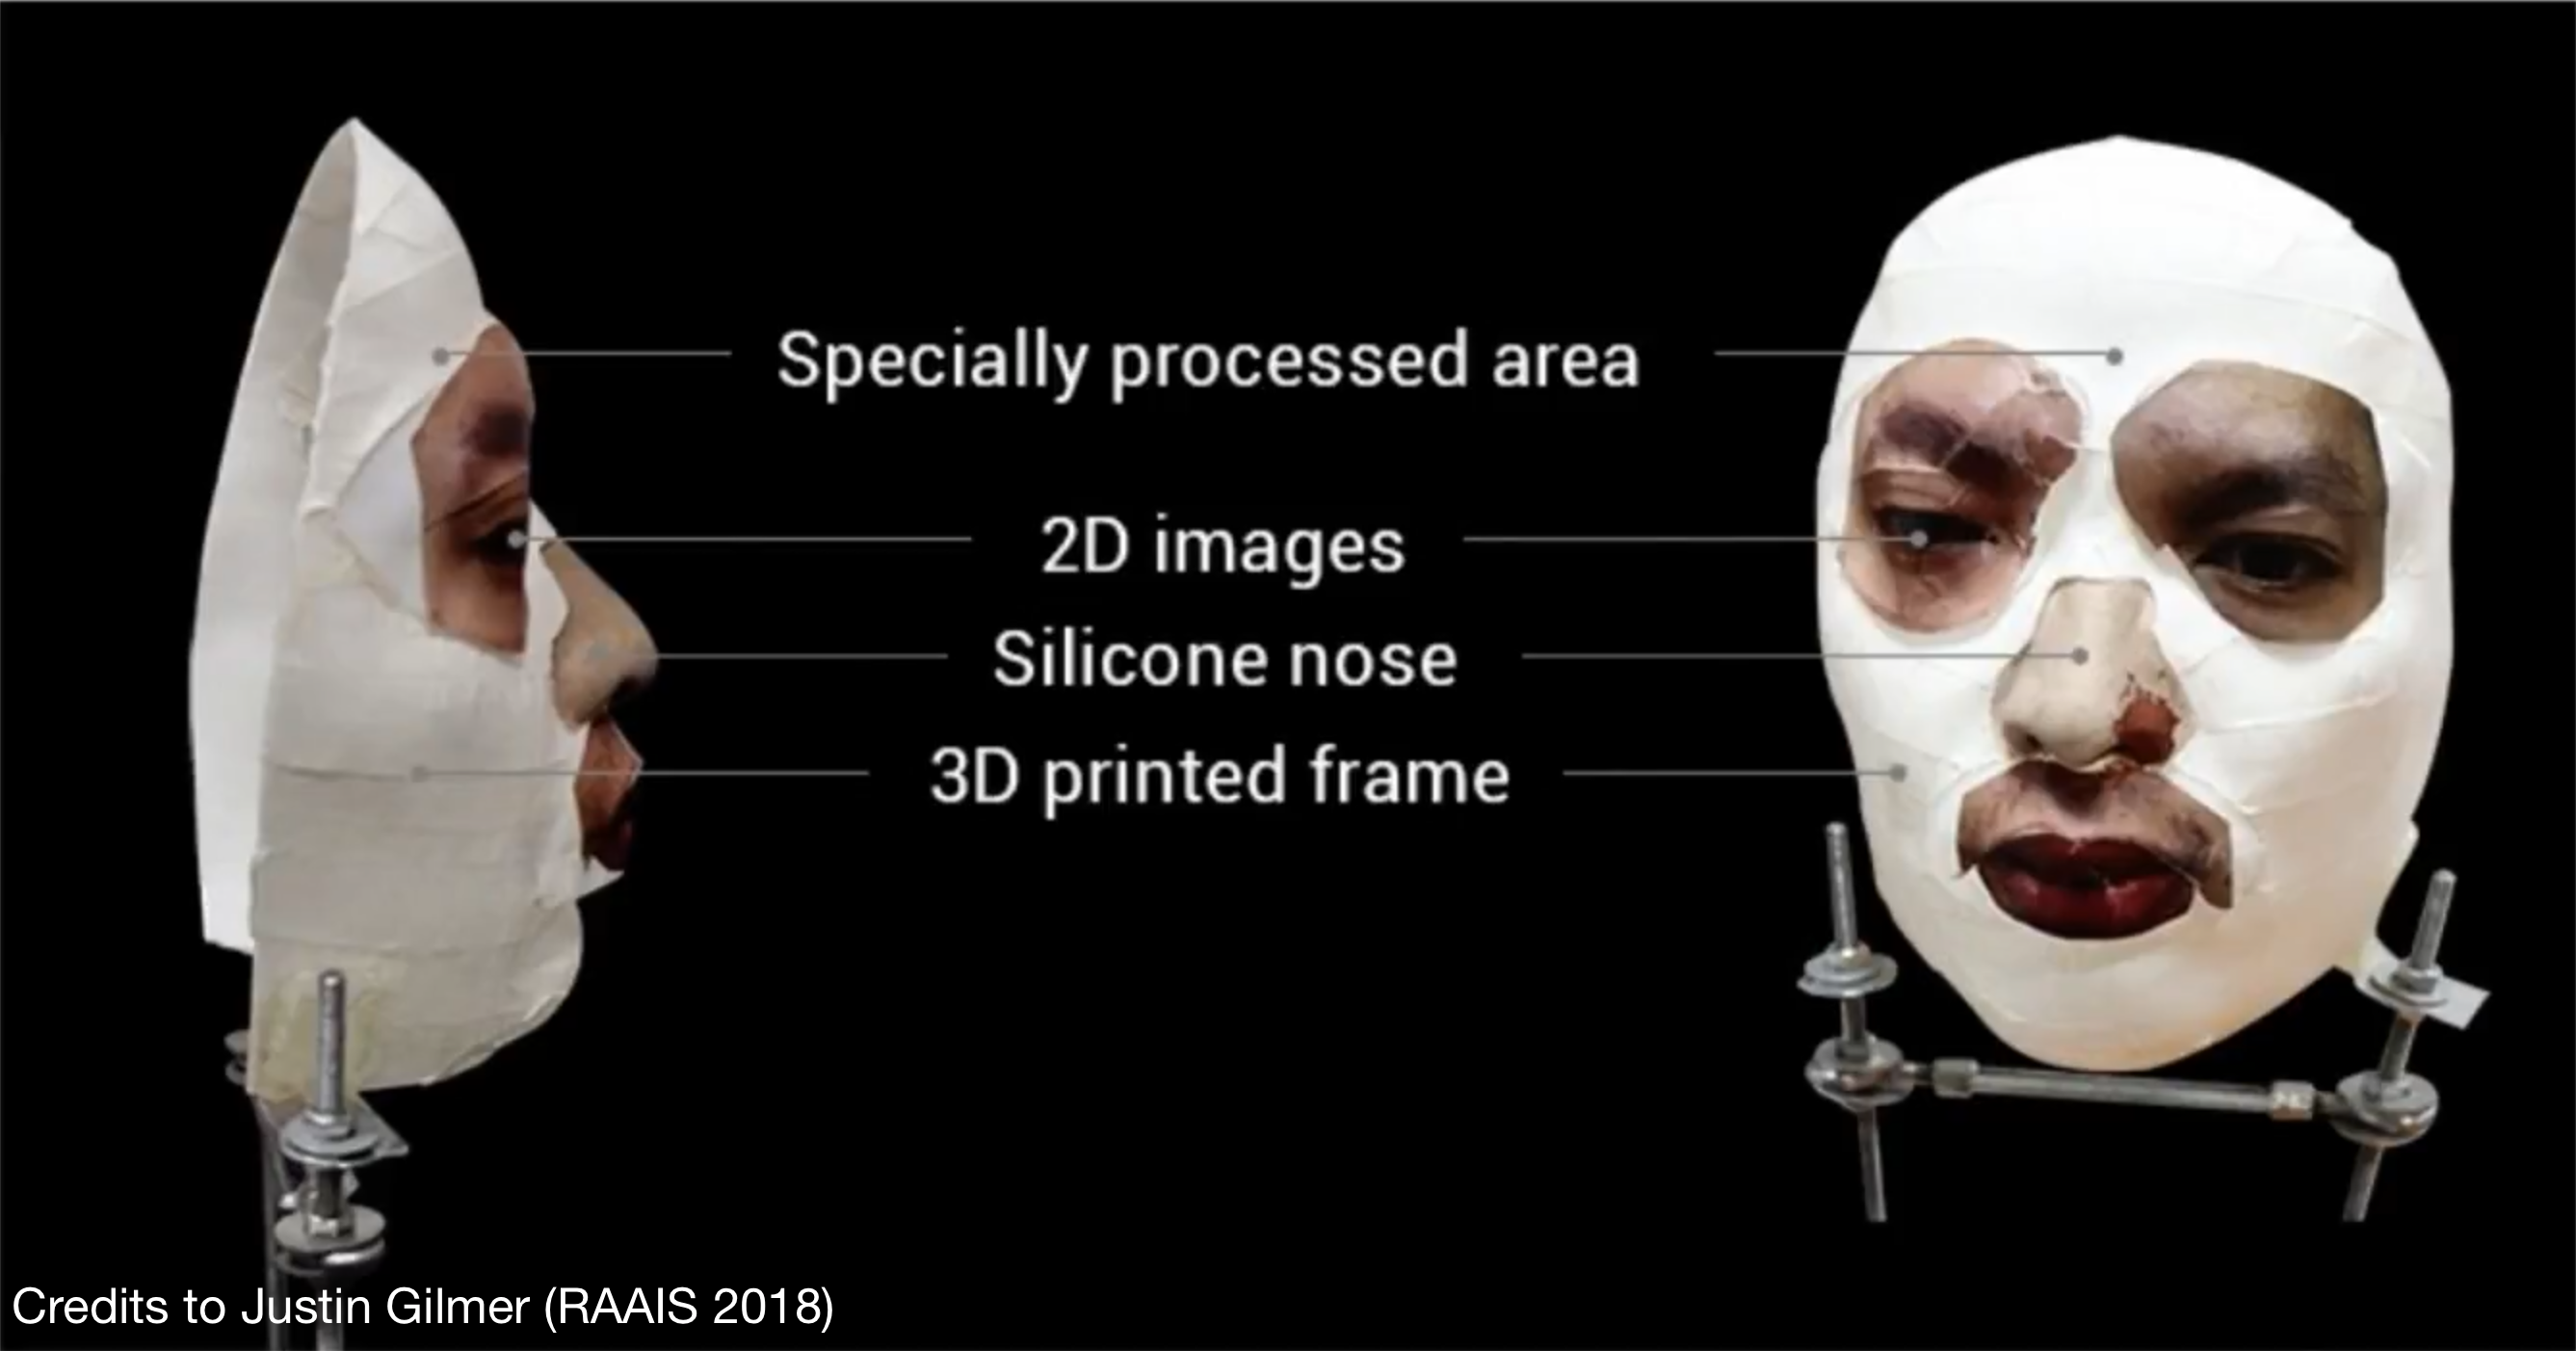 Specially processed area
2D images
Silicone nose
3D printed frame
Credits to Justin Gilmer (RAAIS 2018)